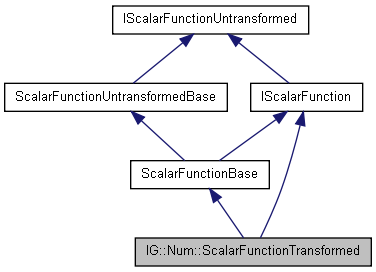 IScalarFunctionUntransformed
ScalarFunctionUntransformedBase
IScalarFunction
ScalarFunctionBase
IG::Num::ScalarFunctionTransformed